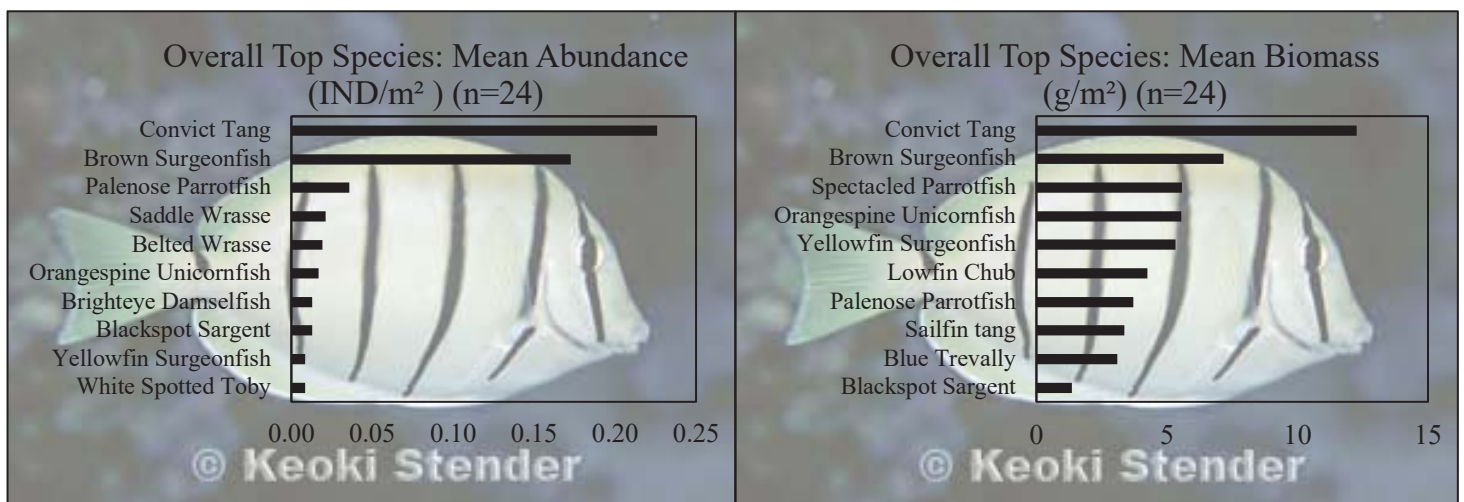 Overall Top Species: Mean Abundance
(IND/m² ) (n=24)
Convict Tang
Brown Surgeonfish
Palenose Parrotfish
Saddle Wrasse
Belted Wrasse
Orangespine Unicornfish
Brighteye Damselfish
Blackspot Sargent
Yellowfin Surgeonfish
White Spotted Toby
0.00 0.05 0.10 0.15 0.20 0.25
© Keoki Stender
Overall Top Species: Mean Biomass
(g/m²) (n=24)
Convict Tang
Brown Surgeonfish
Spectacled Parrotfish
Orangespine Unicornfish
Yellowfin Surgeonfish
Lowfin Chub
Palenose Parrotfish
Sailfin tang
Blue Trevally
Blackspot Sargent
0 5 10 15
© Keoki Stender